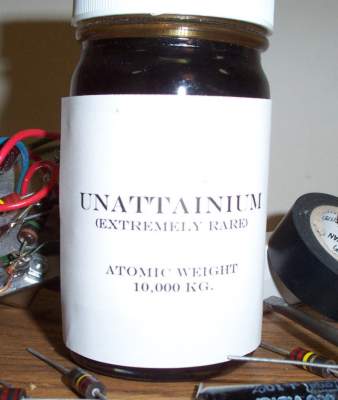 UNATTAINIUM
(EXTREMELY RARE)
ATOMIC WEIGHT
10,000 KG.